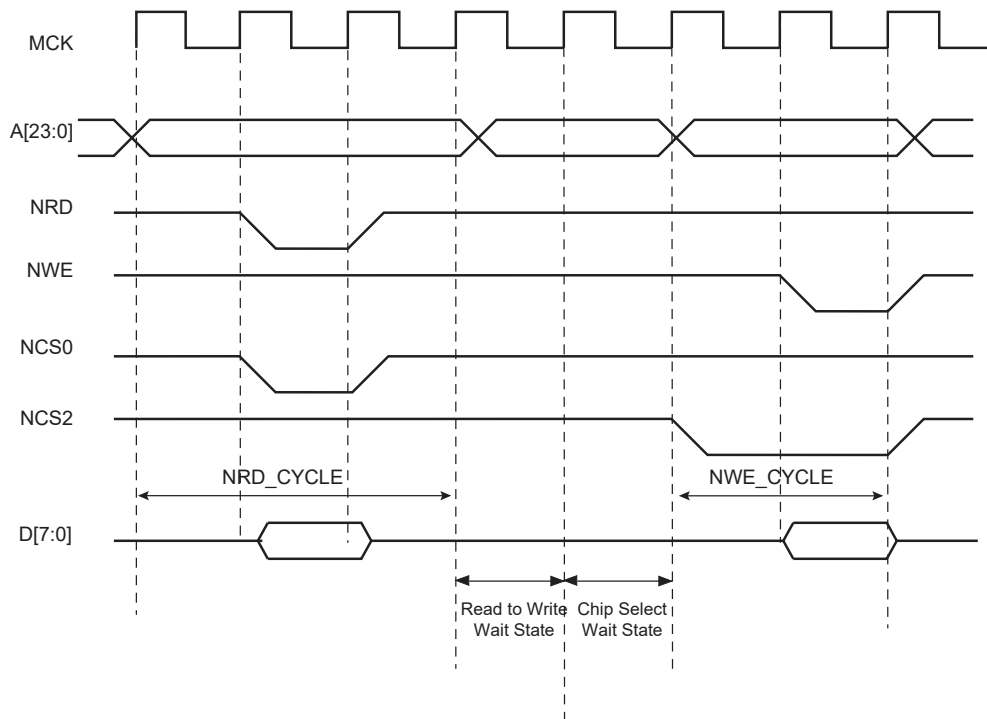 MCK
A[23:0]
NRD
NWE
NCS0
NCS2
NRD_CYCLE
NWE_CYCLE
D[7:0]
Read to Write
Wait State
Chip Select
Wait State